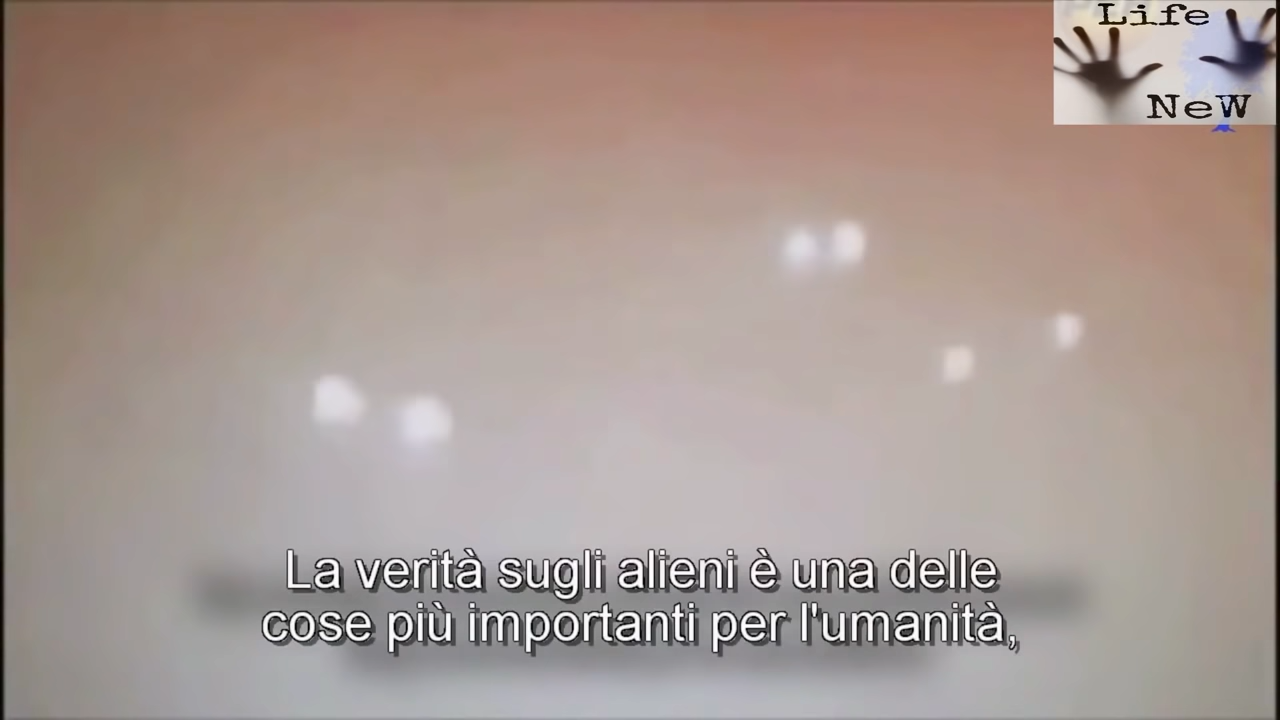 Life
NeW
La verità sugli alieni è una delle
cose più importanti per l'umanità,